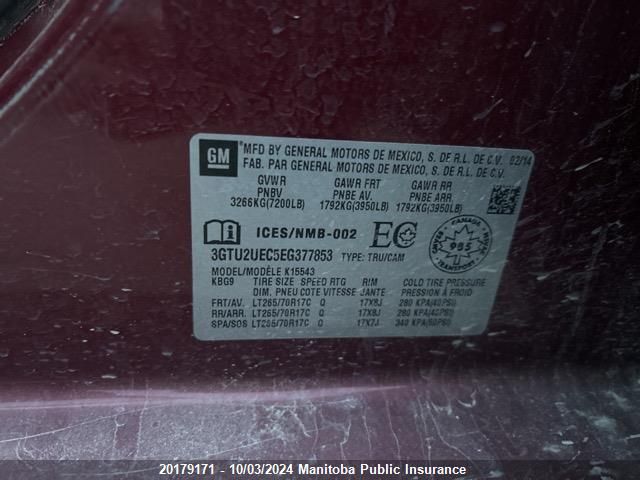 GM
®MFD BY GENERAL MOTORS DE MEXICO, S. DE R.L. DE C.V. 02/14
FAB. PAR GENERAL MOTORS DE MEXICO, S. DE R.L. DE C.V.
GVWR GAWR FRT GAWR RR
PNBV PNBE AV. PNBE ARR.
3266KG(7200LB) 1792KG(3950LB) 1792KG(3950LB)
ICES/NMB-002 EC
CANADA 985
3GTU2UEC5EG377853 TYPE: TRU/CAM
MODEL/MODÈLE K15543
KBG9 TIRE SIZE SPEED RTG RIM COLD TIRE PRESSURE
DIM. PNEU COTE VITESSE JANTE PRESSION À FROID
FRT/AV. LT265/70R17C Q 17X8J 280 KPA(40PSI)
RR/ARR. LT265/70R17C Q 17X8J 280 KPA(40PSI)
SPA/SOS LT265/70R17C Q 17X7J 340 KPA(50PSI)
20179171 - 10/03/2024 Manitoba Public Insurance